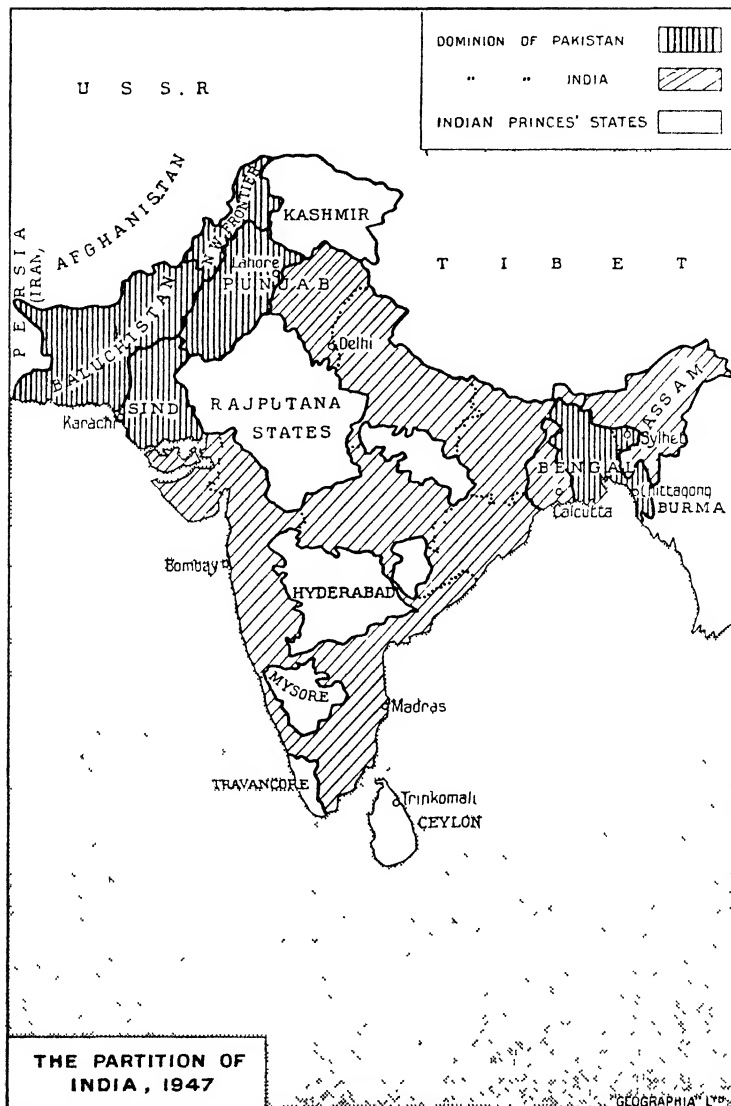 DOMINION OF PAKISTAN
" " INDIA
INDIAN PRINCES' STATES
U S S. R
AFGHANISTAN
PERSIA
(IRAN)
N.W. FRONTIER
KASHMIR
T I B E T
Lahore
PUNJAB
BALUCHISTAN
Delhi
SIND
Karachi
RAJPUTANA
STATES
ASSAM
Sylhet
BENGAL
Chittagong
Calcutta
BURMA
Bombay
HYDERABAD
MYSORE
Madras
TRAVANCORE
Trinkomali
CEYLON
THE PARTITION OF
INDIA, 1947
"GEOGRAPHIA" LTD